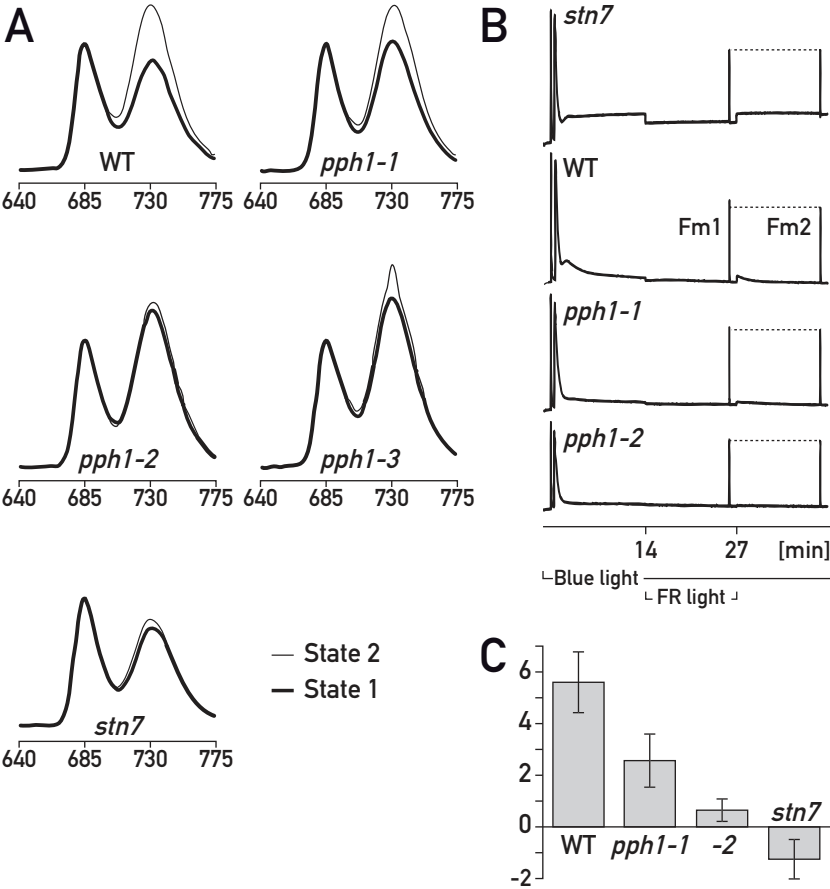 A
WT
640 685 730 775
pph1-1
640 685 730 775
pph1-2
640 685 730 775
pph1-3
640 685 730 775
stn7
640 685 730 775
State 2
State 1
B
stn7
WT
Fm1 Fm2
pph1-1
pph1-2
14 27 [min]
Blue light
FR light
C
6
4
2
0
-2
WT pph1-1 -2 stn7